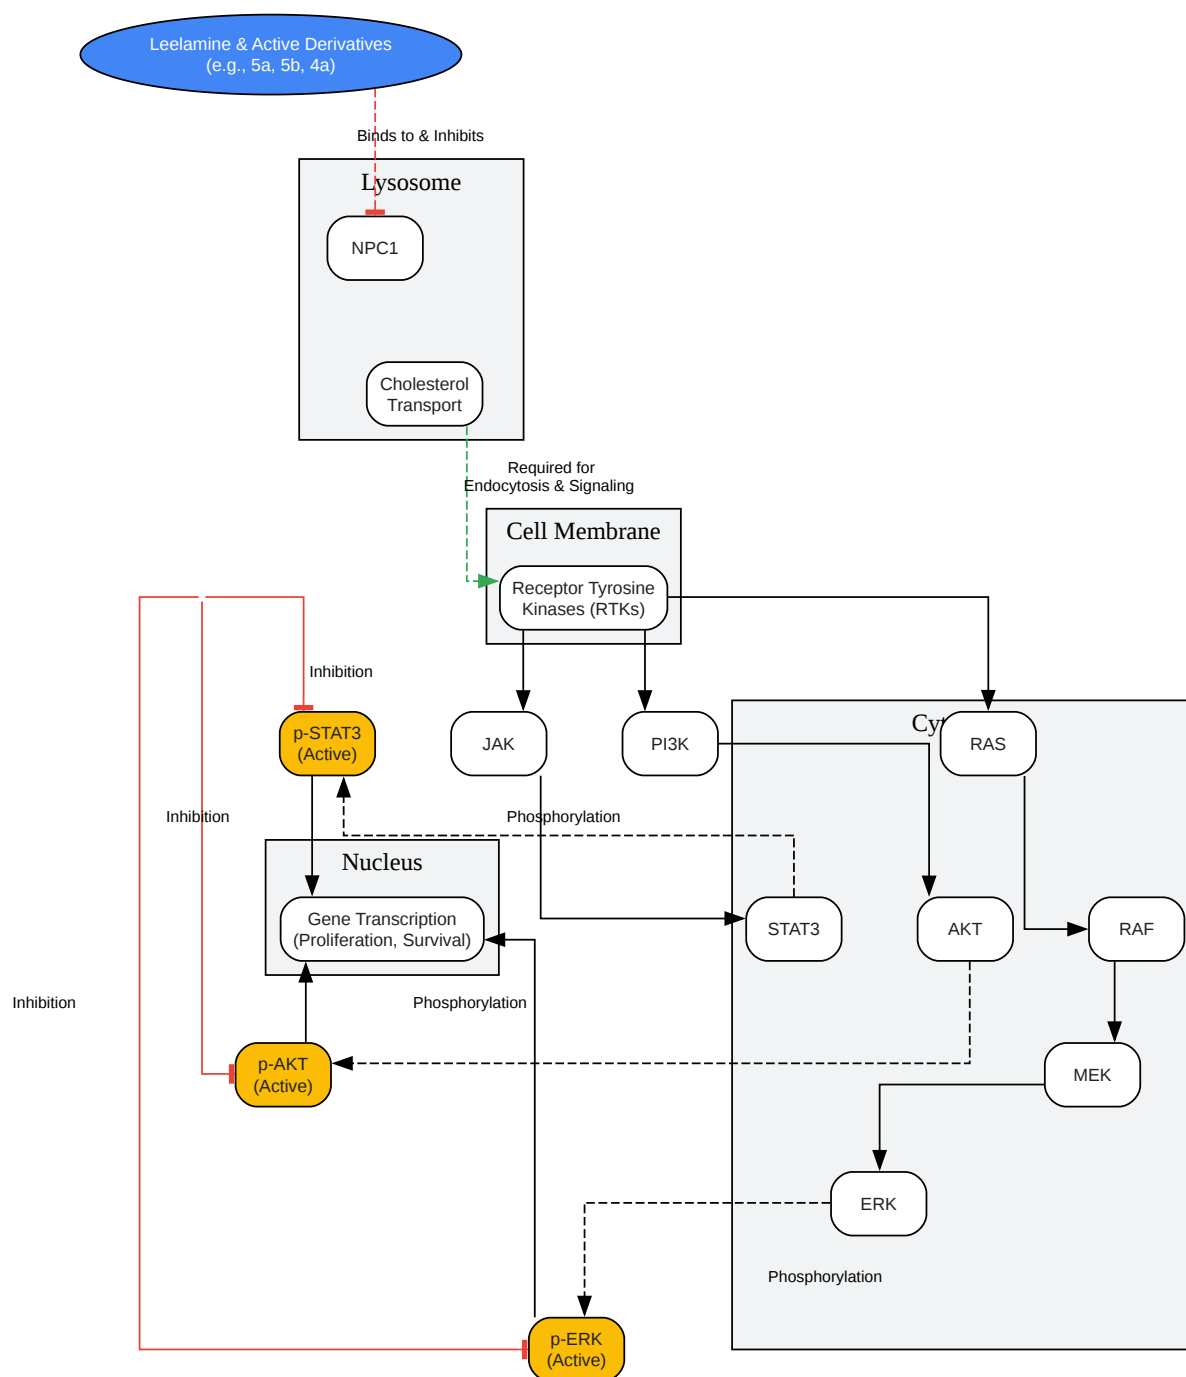 Leelamine & Active Derivatives
(e.g., 5a, 5b, 4a)
Binds to & Inhibits
Lysosome
NPC1
Cholesterol
Transport
Required for
Endocytosis & Signaling
Cell Membrane
Receptor Tyrosine
Kinases (RTKs)
Inhibition
p-STAT3
(Active)
JAK
PI3K
Cyt
RAS
Inhibition
Phosphorylation
Nucleus
Gene Transcription
(Proliferation, Survival)
STAT3
AKT
RAF
Inhibition
Phosphorylation
p-AKT
(Active)
MEK
ERK
Phosphorylation
p-ERK
(Active)